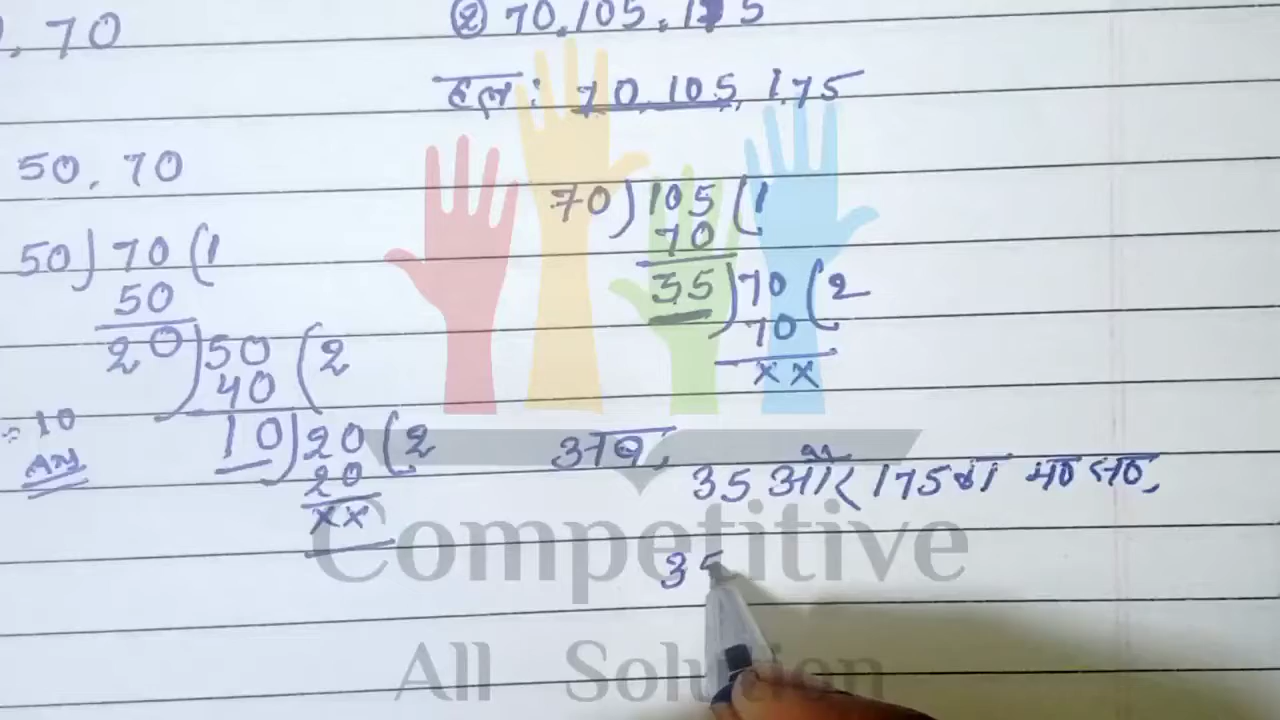 , 70
50, 70
50) 70 (1
50
20) 50 (2
40
= 10
Ans
10) 20 (2
20
xx
② 70, 105, 175
हल: 70, 105, 175
70) 105 (1
70
35) 70 (2
70
xx
अब,
35 और 175 का म० स०,
35
Competitive
All Solution